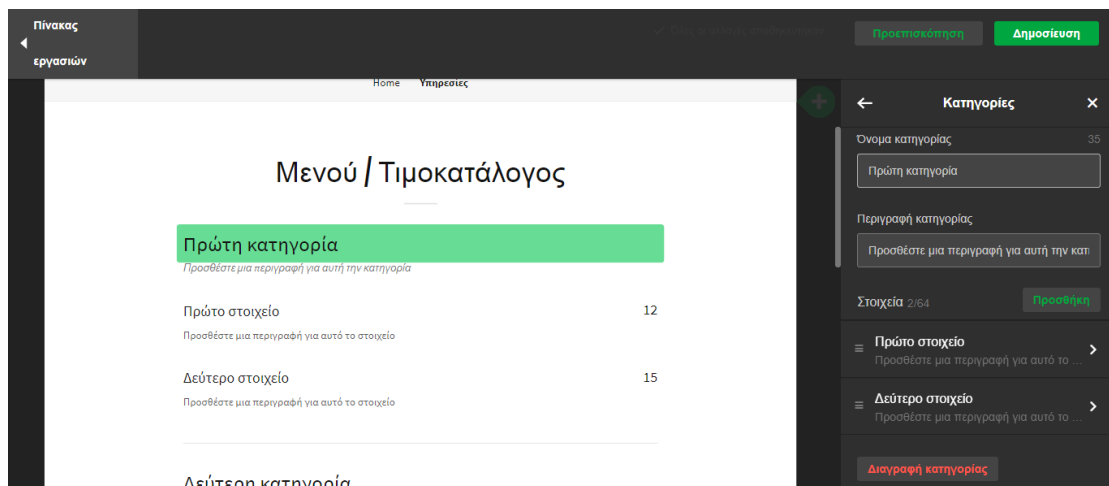 Πίνακας
εργασιών
Προεπισκόπηση
Δημοσίευση
Home Υπηρεσίες
Μενού / Τιμοκατάλογος
Πρώτη κατηγορία
Προσθέστε μια περιγραφή για αυτή την κατηγορία
Πρώτο στοιχείο 12
Προσθέστε μια περιγραφή για αυτό το στοιχείο
Δεύτερο στοιχείο 15
Προσθέστε μια περιγραφή για αυτό το στοιχείο
Δεύτερη κατηγορία
Κατηγορίες
Όνομα κατηγορίας 35
Πρώτη κατηγορία
Περιγραφή κατηγορίας
Προσθέστε μια περιγραφή για αυτή την κατη
Στοιχεία 2/64 Προσθήκη
Πρώτο στοιχείο
Προσθέστε μια περιγραφή για αυτό το ...
Δεύτερο στοιχείο
Προσθέστε μια περιγραφή για αυτό το ...
Διαγραφή κατηγορίας